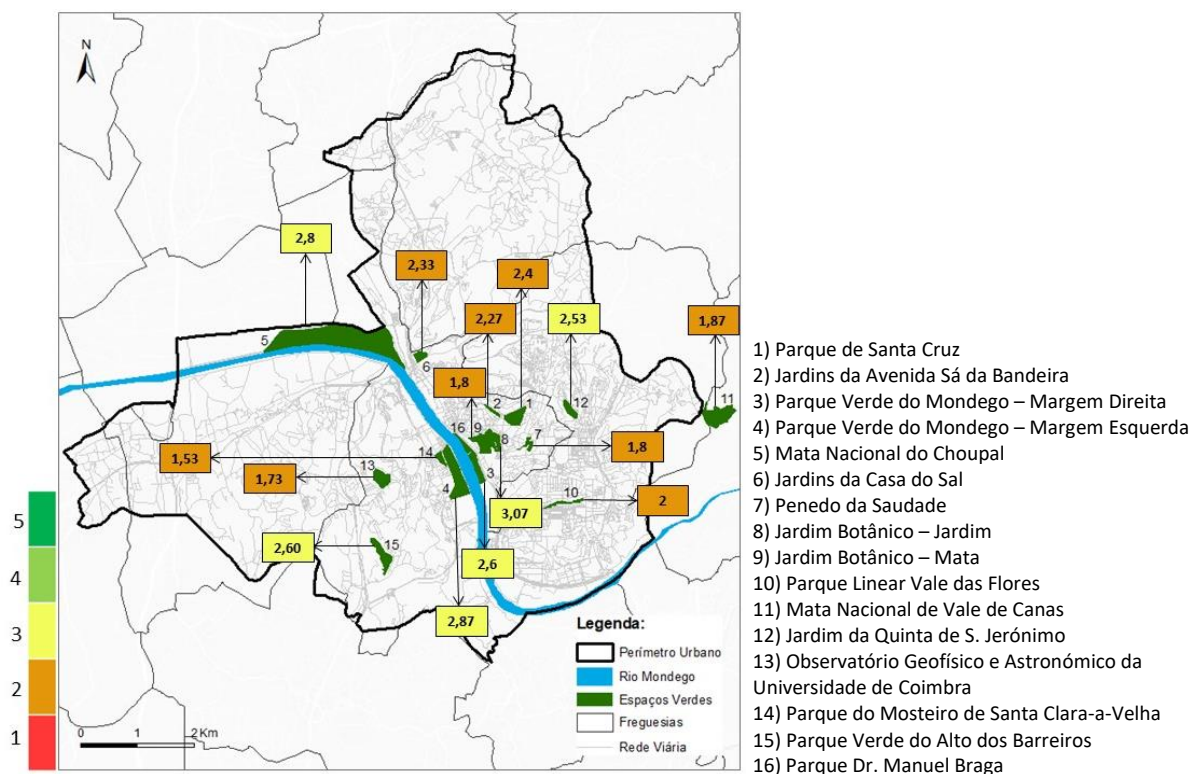 N
2,8
2,33
2,4
2,27
2,53
1,87
5
6
1,8
2
1
12
11
16
9
8
7
1,53
14
1,8
13
1,73
3
4
10
2
3,07
15
2,60
2,6
2,87
5
4
3
2
1
Legenda:
Perímetro Urbano
Rio Mondego
Espaços Verdes
Freguesias
Rede Viária
0 1 2 Km
1) Parque de Santa Cruz
2) Jardins da Avenida Sá da Bandeira
3) Parque Verde do Mondego – Margem Direita
4) Parque Verde do Mondego – Margem Esquerda
5) Mata Nacional do Choupal
6) Jardins da Casa do Sal
7) Penedo da Saudade
8) Jardim Botânico – Jardim
9) Jardim Botânico – Mata
10) Parque Linear Vale das Flores
11) Mata Nacional de Vale de Canas
12) Jardim da Quinta de S. Jerónimo
13) Observatório Geofísico e Astronómico da
Universidade de Coimbra
14) Parque do Mosteiro de Santa Clara-a-Velha
15) Parque Verde do Alto dos Barreiros
16) Parque Dr. Manuel Braga